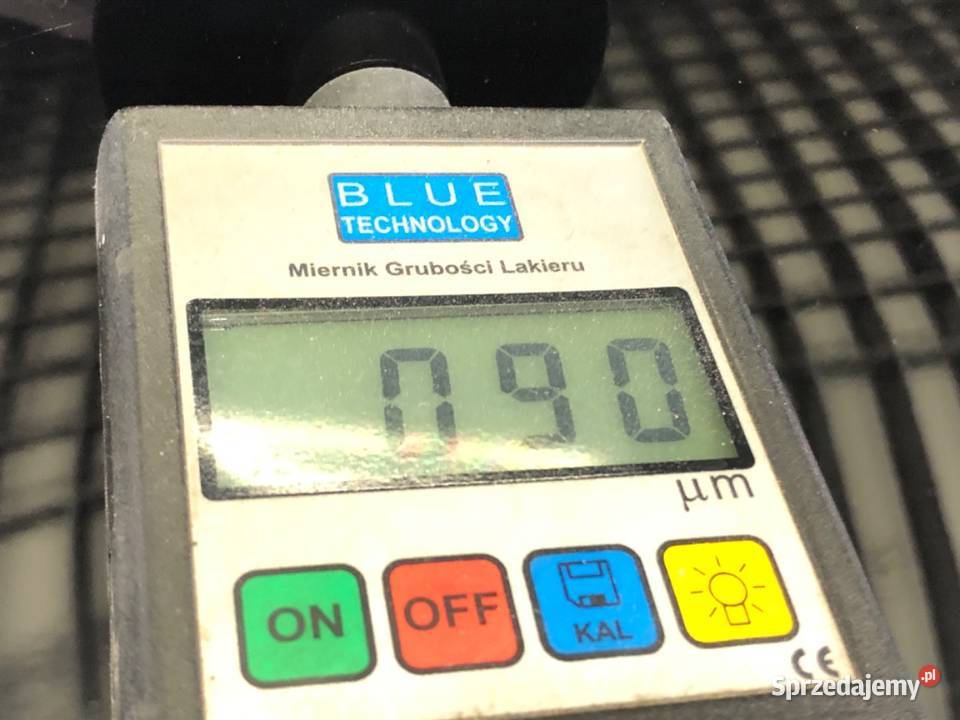 BLUE
TECHNOLOGY
Miernik Grubości Lakieru
090
µm
ON
OFF
KAL
CE
Sprzedajemy.pl